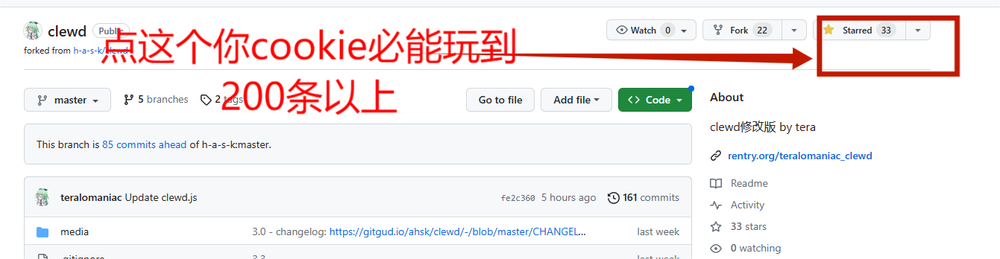 clewd Public
Watch 0
Fork 22
Starred 33
forked from h-a-s-k/clewd
点这个你cookie必能玩到
200条以上
master
5 branches
2 tags
Go to file
Add file
Code
About
clewd修改版 by tera
This branch is 85 commits ahead of h-a-s-k:master.
rentry.org/teralomaniac_clewd
Readme
Activity
33 stars
0 watching
teralomaniac Update clewd.js
fe2c360 5 hours ago
161 commits
media
3.0 - changelog: https://gitgud.io/ahsk/clewd/-/blob/master/CHANGEL...
last week
.gitignore
3.3
last week